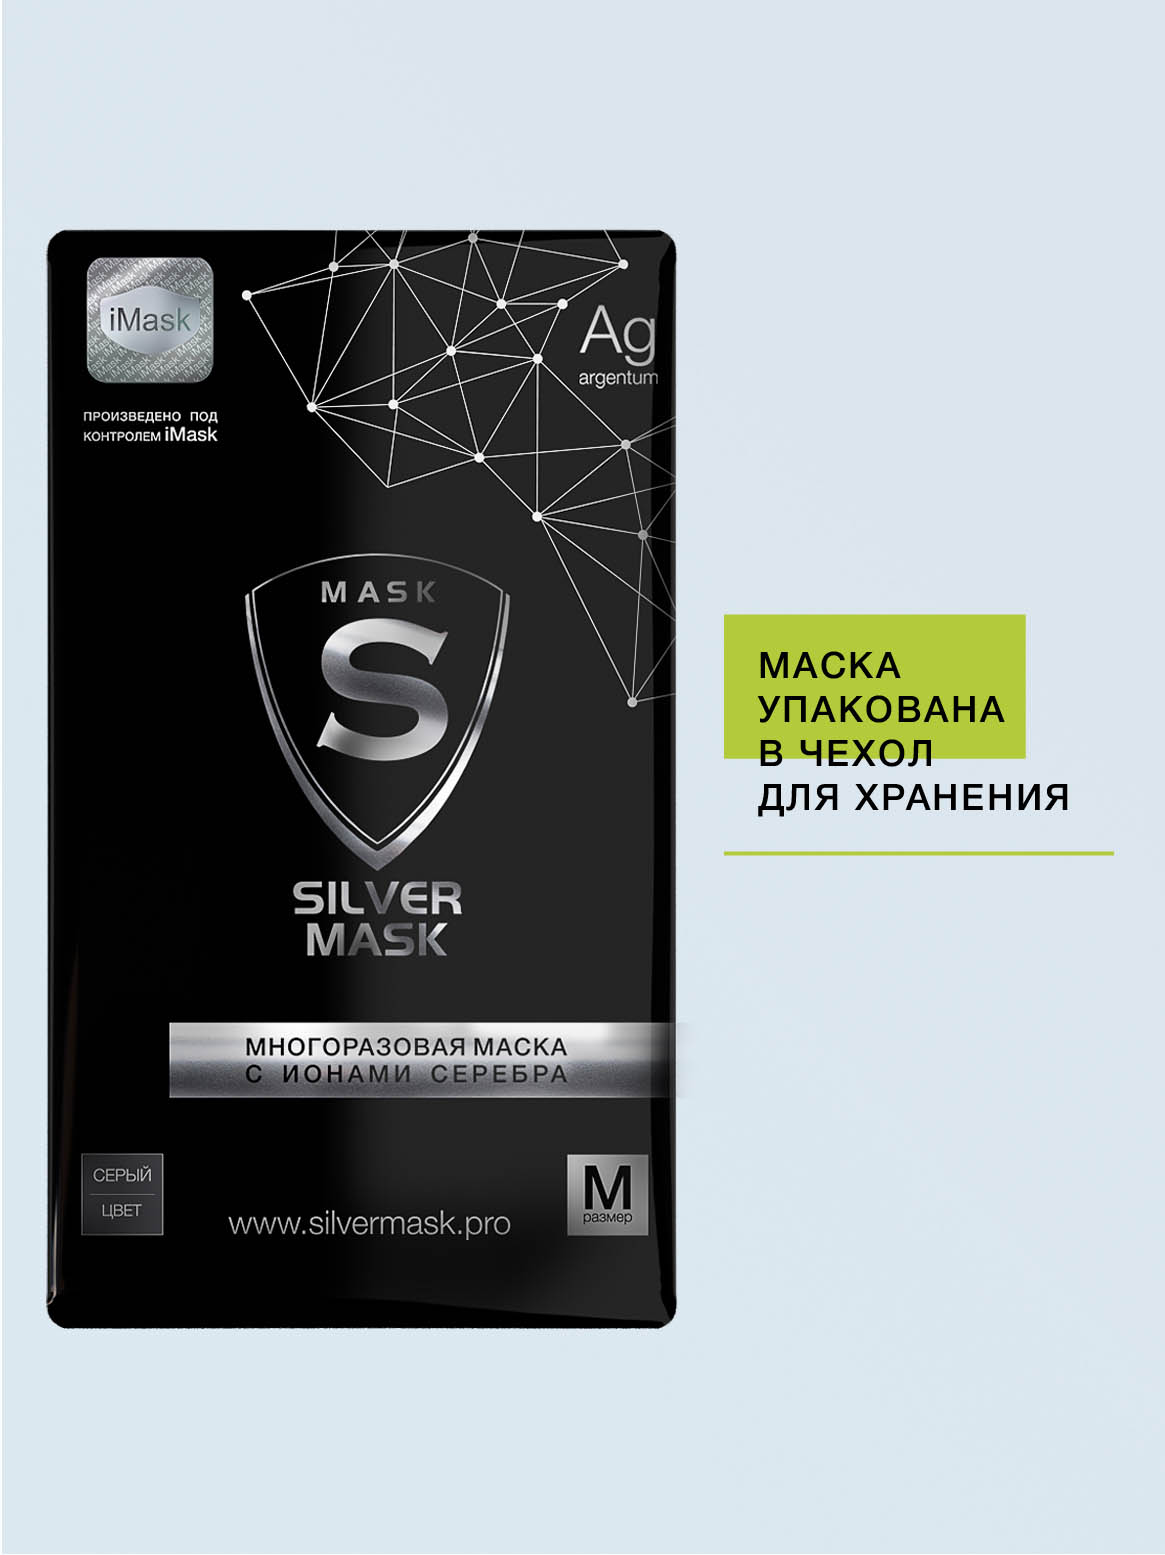 iMask
ПРОИЗВЕДЕНО ПОД
КОНТРОЛЕМ iMask
Ag
argentum
MASK
S
SILVER
MASK
МНОГОРАЗОВАЯ МАСКА
С ИОНАМИ СЕРЕБРА
СЕРЫЙ
ЦВЕТ
www.silvermask.pro
M
размер
МАСКА
УПАКОВАНА
В ЧЕХОЛ
ДЛЯ ХРАНЕНИЯ